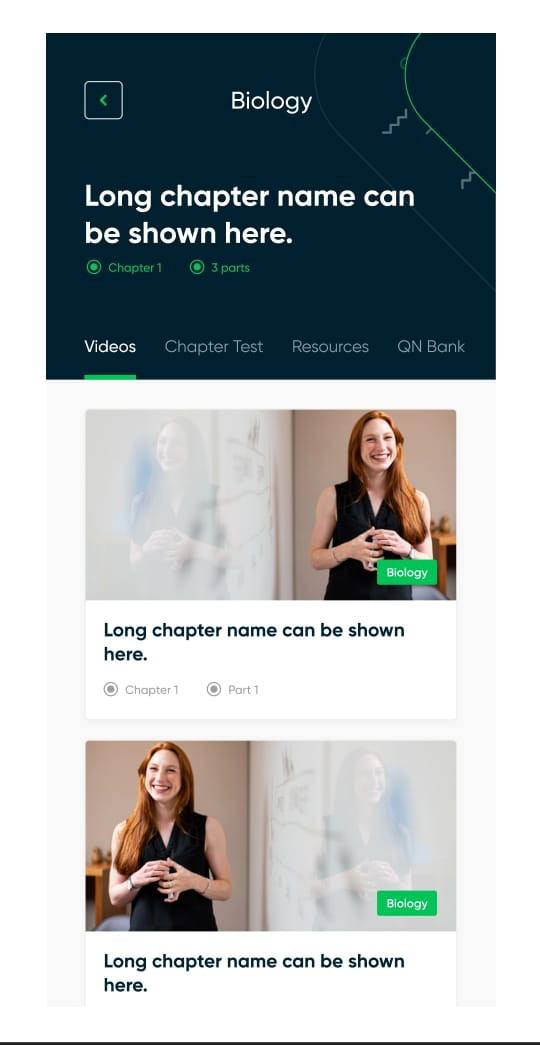 Biology
Long chapter name can
be shown here.
Chapter 1 3 parts
Videos Chapter Test Resources QN Bank
Biology
Long chapter name can be shown
here.
Chapter 1 Part 1
Biology
Long chapter name can be shown
here.